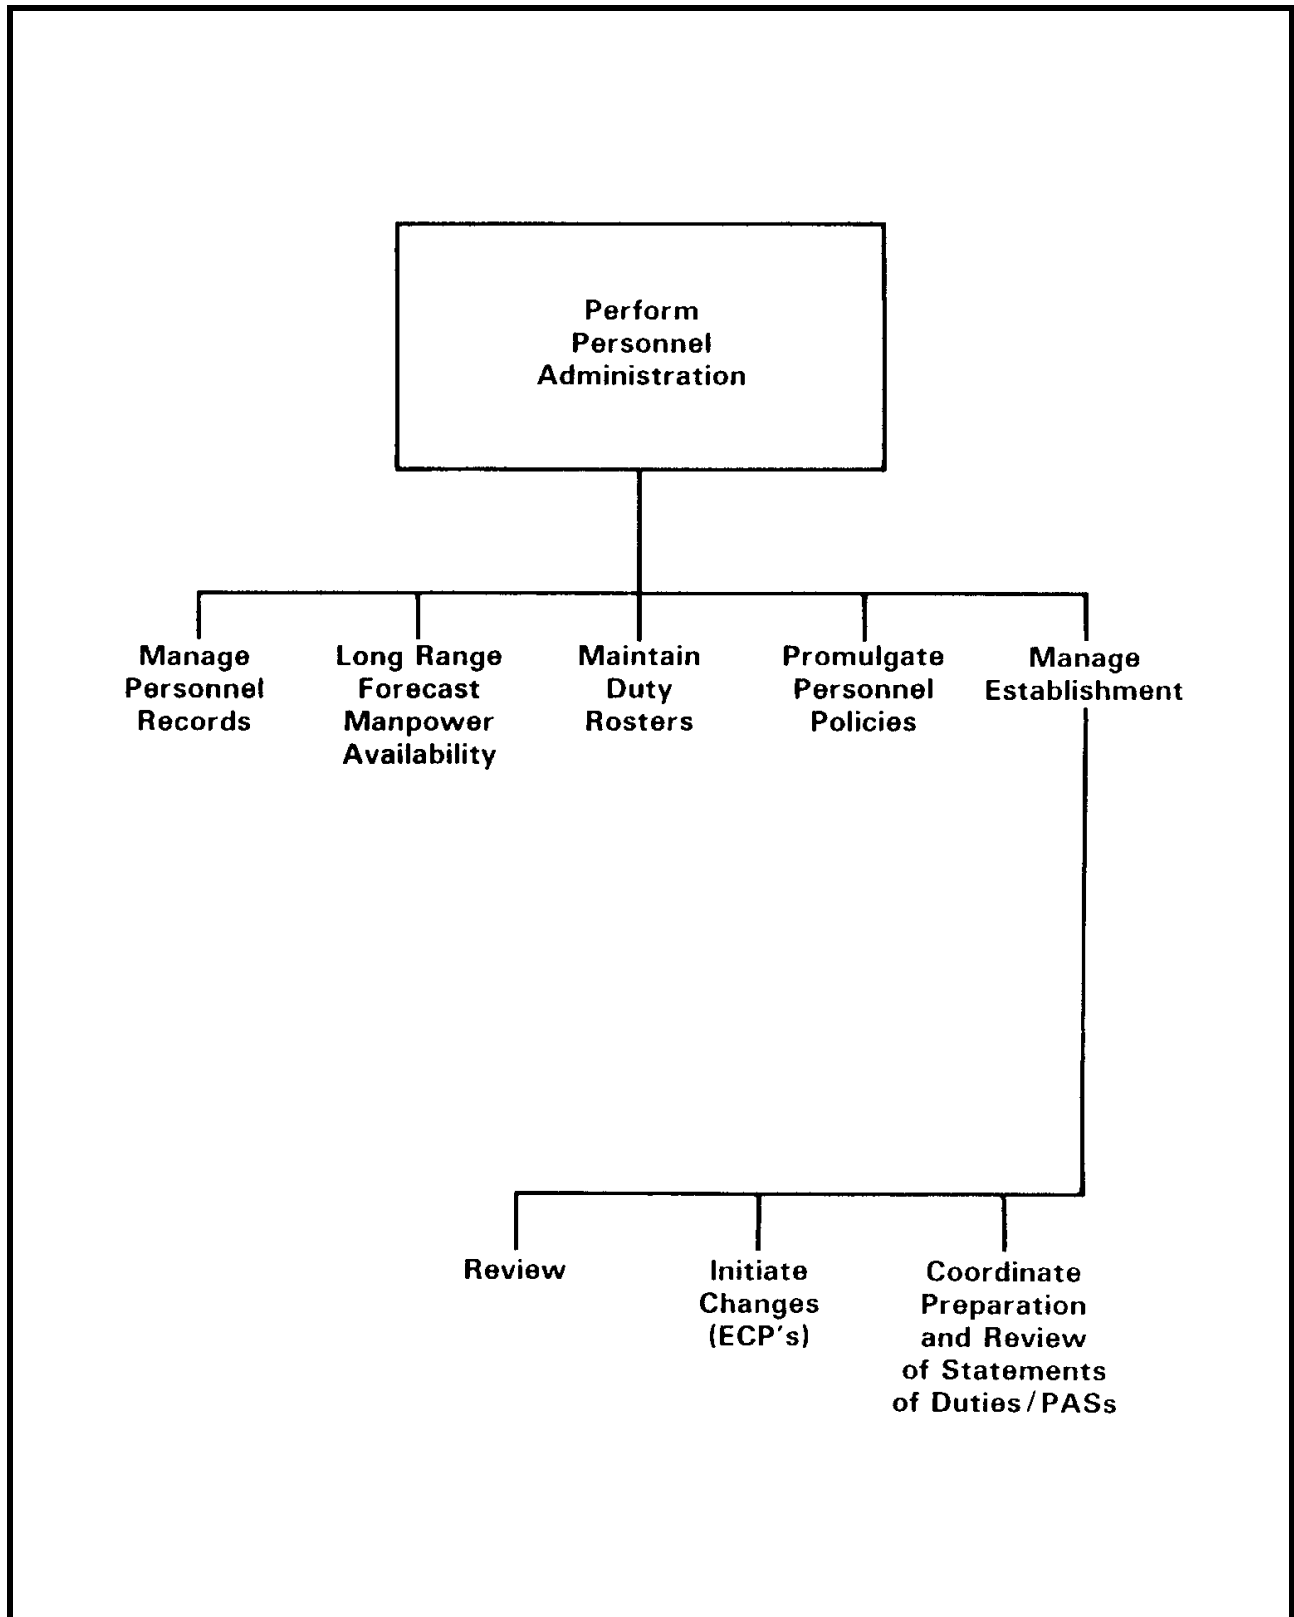 Perform
Personnel
Administration
Manage
Personnel
Records
Long Range
Forecast
Manpower
Availability
Maintain
Duty
Rosters
Promulgate
Personnel
Policies
Manage
Establishment
Review
Initiate
Changes
(ECP's)
Coordinate
Preparation
and Review
of Statements
of Duties/PASs